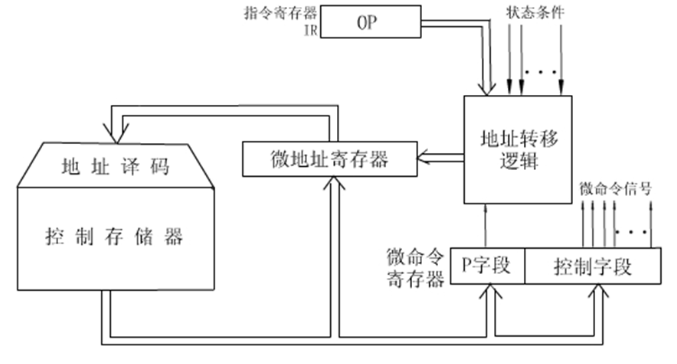 指令寄存器
IR
OP
状态条件
地址转移
逻辑
微地址寄存器
地址译码
控制存储器
微命令信号
微命令
寄存器
P字段
控制字段